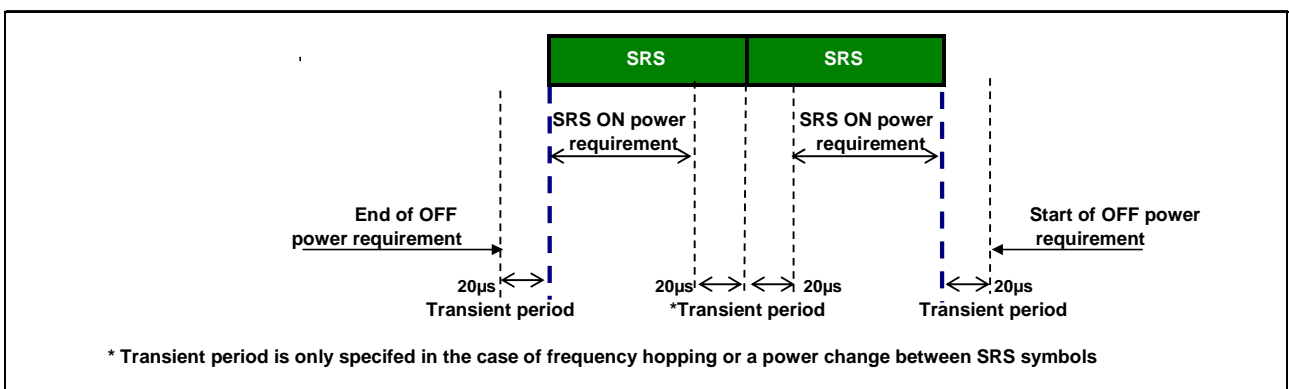 SRS SRS
SRS ON power requirement
SRS ON power requirement
End of OFF power requirement
Start of OFF power requirement
20µs 20µs 20µs 20µs
Transient period *Transient period Transient period
* Transient period is only specifed in the case of frequency hopping or a power change between SRS symbols